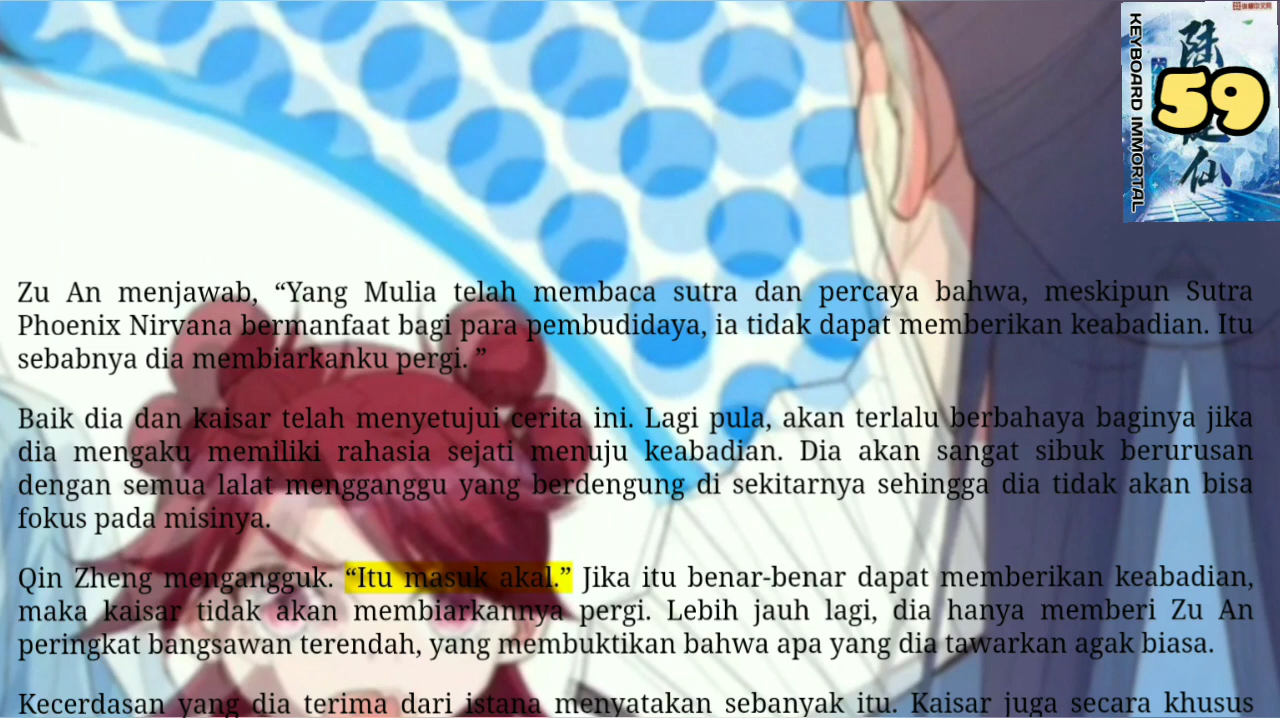 KEYBOARD IMMORTAL
59
Zu An menjawab, “Yang Mulia telah membaca sutra dan percaya bahwa, meskipun Sutra
Phoenix Nirvana bermanfaat bagi para pembudidaya, ia tidak dapat memberikan keabadian. Itu
sebabnya dia membiarkanku pergi. ”
Baik dia dan kaisar telah menyetujui cerita ini. Lagi pula, akan terlalu berbahaya baginya jika
dia mengaku memiliki rahasia sejati menuju keabadian. Dia akan sangat sibuk berurusan
dengan semua lalat mengganggu yang berdengung di sekitarnya sehingga dia tidak akan bisa
fokus pada misinya.
Qin Zheng mengangguk. “Itu masuk akal.” Jika itu benar-benar dapat memberikan keabadian,
maka kaisar tidak akan membiarkannya pergi. Lebih jauh lagi, dia hanya memberi Zu An
peringkat bangsawan terendah, yang membuktikan bahwa apa yang dia tawarkan agak biasa.
Kecerdasan yang dia terima dari istana menyatakan sebanyak itu. Kaisar juga secara khusus